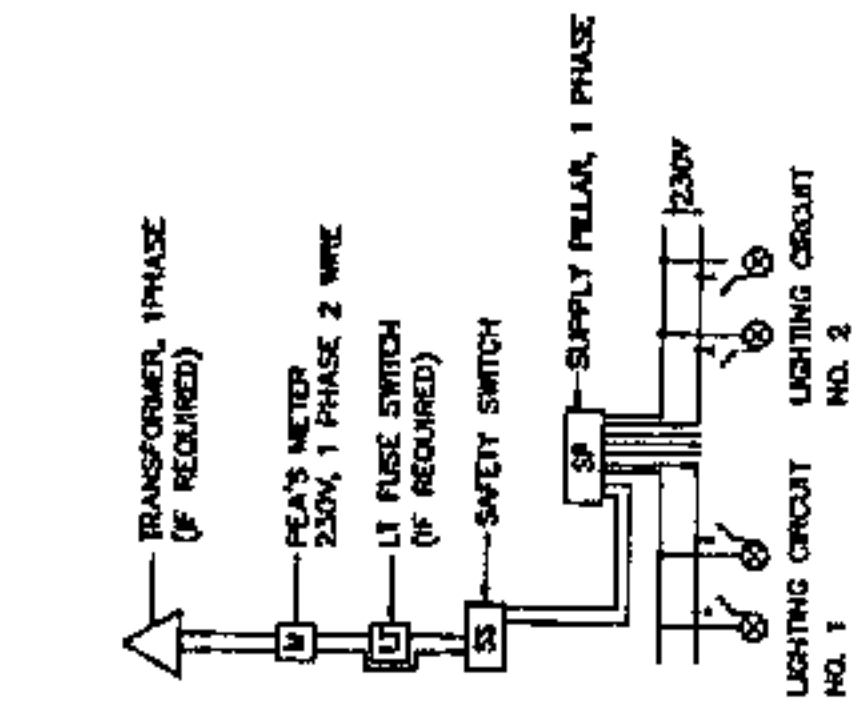 TRANSFORMER, 1PHASE
(IF REQUIRED)
PEA'S METER
230V, 1 PHASE 2 WIRE
M
LT FUSE SWITCH
(IF REQUIRED)
LT
SAFETY SWITCH
SS
SUPPLY PILLAR, 1 PHASE
SP
230V
LIGHTING CIRCUIT
NO. 1
LIGHTING CIRCUIT
NO. 2